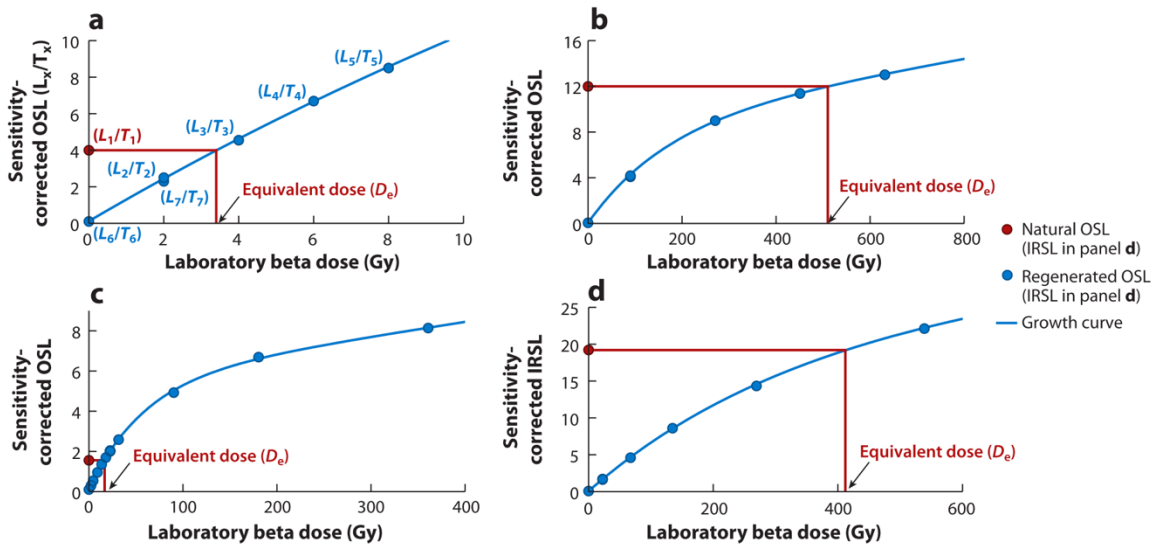 a
Sensitivity-
corrected OSL (Lx/Tx)
10
8
6
4
2
0
(L5/T5)
(L4/T4)
(L3/T3)
(L1/T1)
(L2/T2)
(L7/T7)
(L6/T6)
Equivalent dose (De)
0 2 4 6 8 10
Laboratory beta dose (Gy)
b
Sensitivity-
corrected OSL
16
12
8
4
0
Equivalent dose (De)
0 200 400 600 800
Laboratory beta dose (Gy)
Natural OSL
(IRSL in panel d)
Regenerated OSL
(IRSL in panel d)
Growth curve
c
Sensitivity-
corrected OSL
8
6
4
2
0
Equivalent dose (De)
0 100 200 300 400
Laboratory beta dose (Gy)
d
Sensitivity-
corrected IRSL
25
20
15
10
5
0
Equivalent dose (De)
0 200 400 600
Laboratory beta dose (Gy)